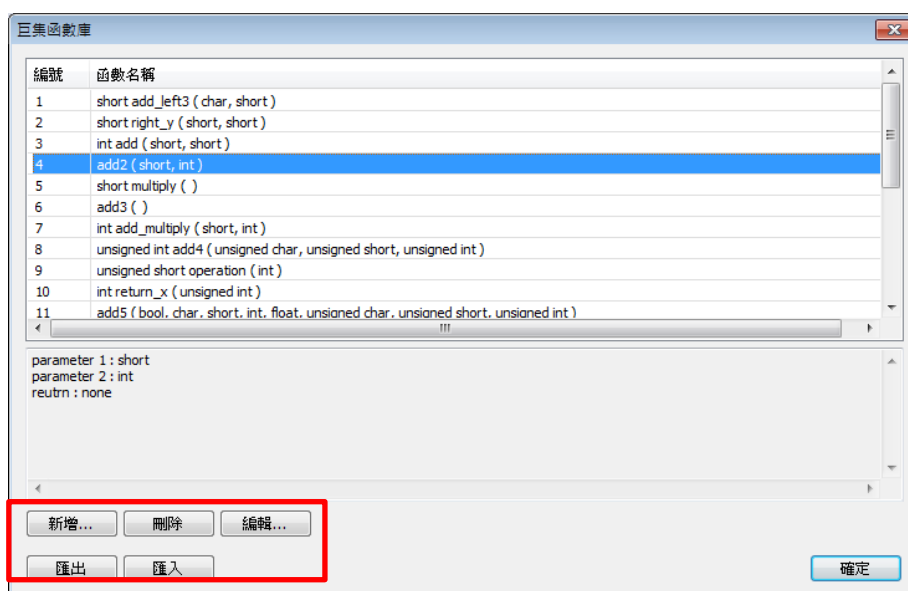 巨集函數庫
編號 函數名稱
1 short add_left3 ( char, short )
2 short right_y ( short, short )
3 int add ( short, short )
4 add2 ( short, int )
5 short multiply ( )
6 add3 ( )
7 int add_multiply ( short, int )
8 unsigned int add4 ( unsigned char, unsigned short, unsigned int )
9 unsigned short operation ( int )
10 int return_x ( unsigned int )
11 add5 ( bool, char, short, int, float, unsigned char, unsigned short, unsigned int )
parameter 1 : short
parameter 2 : int
reutrn : none
新增... 刪除 編輯...
匯出 匯入 確定